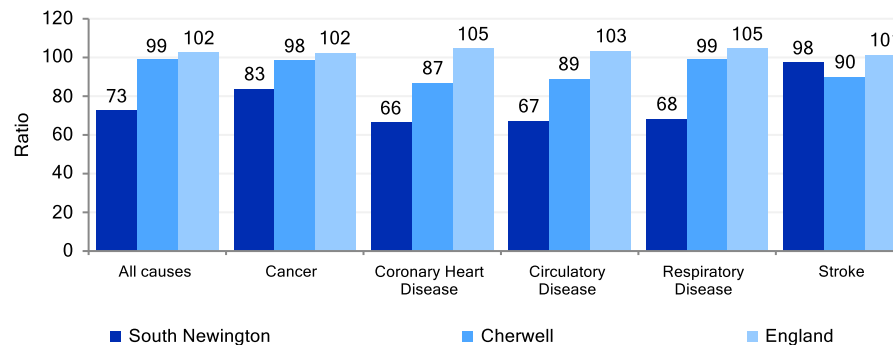 120
100
80
60
40
20
0
Ratio
73 99 102
83 98 102
66 87 105
67 89 103
68 99 105
98 90 101
All causes
Cancer
Coronary Heart
Disease
Circulatory
Disease
Respiratory
Disease
Stroke
South Newington Cherwell England